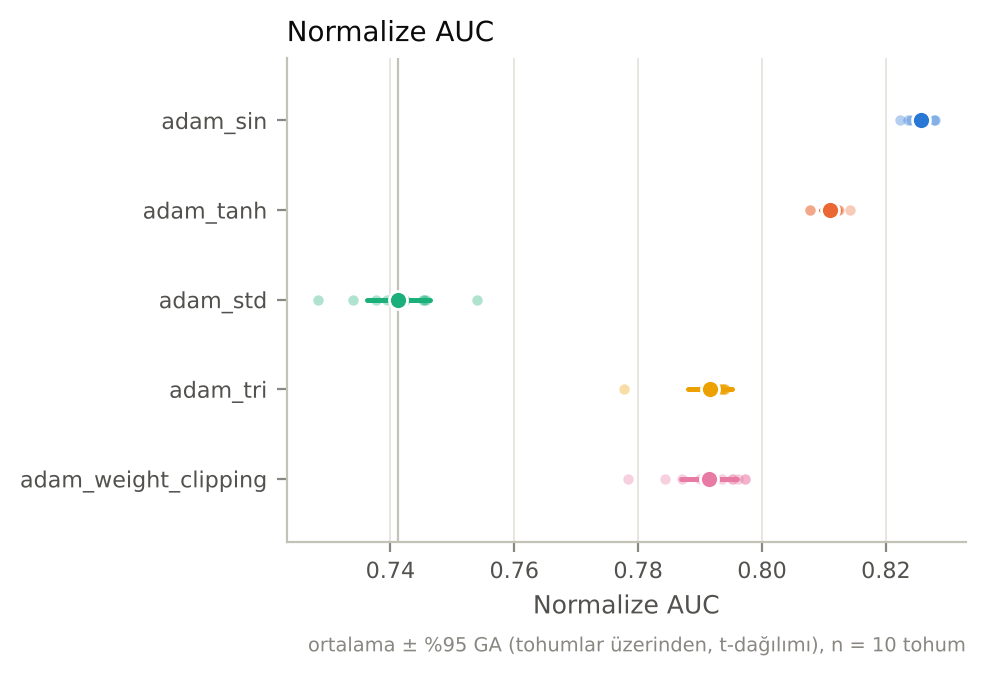 Normalize AUC
adam_sin
adam_tanh
adam_std
adam_tri
adam_weight_clipping
0.74 0.76 0.78 0.80 0.82
Normalize AUC
ortalama ± %95 GA (tohumlar üzerinden, t-dağılımı), n = 10 tohum